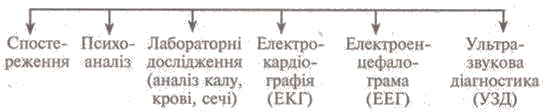 Спосте-
реження
Психо-
аналіз
Лабораторні
дослідження
(аналіз калу,
крові, сечі)
Електро-
кардіо-
графія
(ЕКГ)
Електроен-
цефало-
грама
(ЕЕГ)
Ультра-
звукова
діагностика
(УЗД)